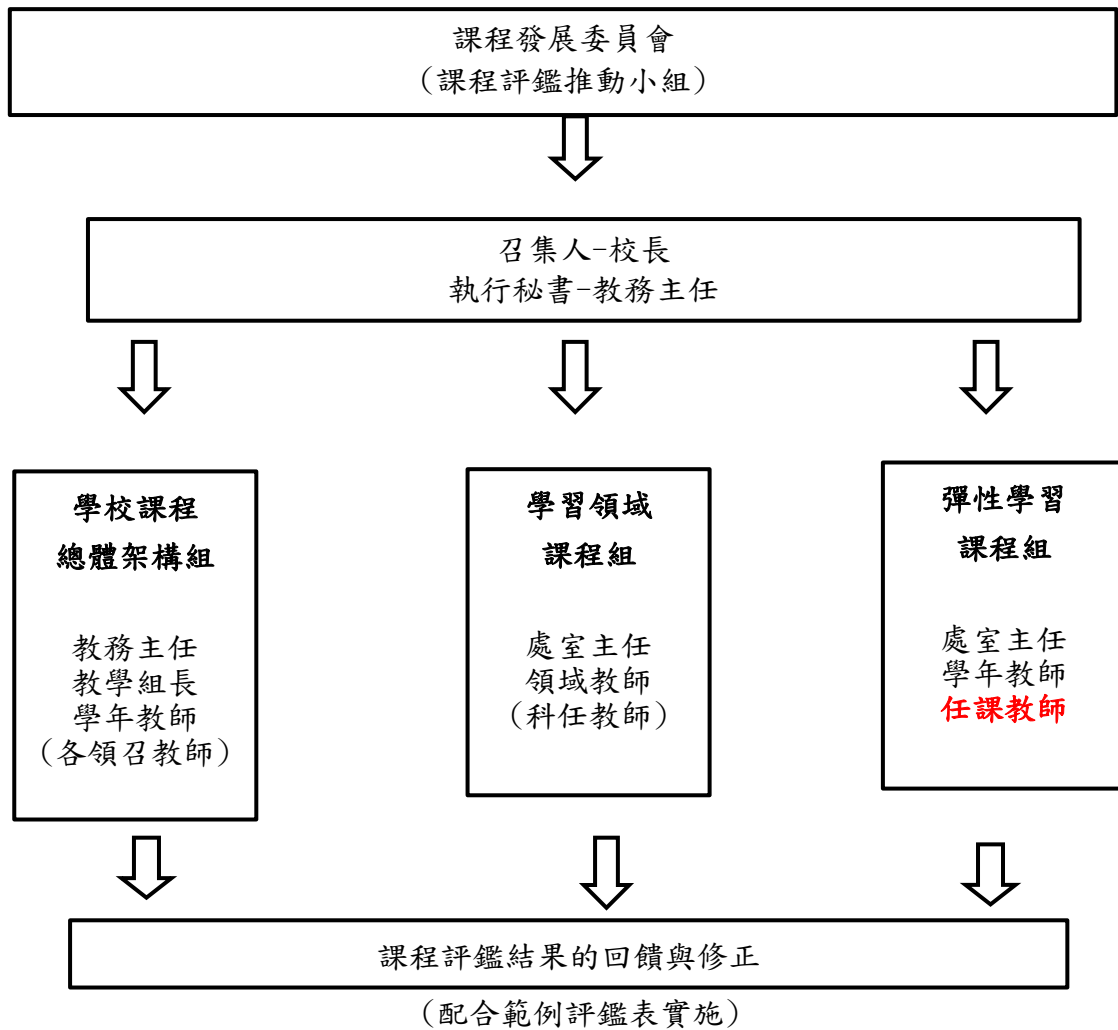 課程發展委員會
(課程評鑑推動小組)
召集人-校長
執行秘書-教務主任
學校課程
總體架構組
教務主任
教學組長
學年教師
(各領召教師)
學習領域
課程組
處室主任
領域教師
(科任教師)
彈性學習
課程組
處室主任
學年教師
任課教師
課程評鑑結果的回饋與修正
(配合範例評鑑表實施)